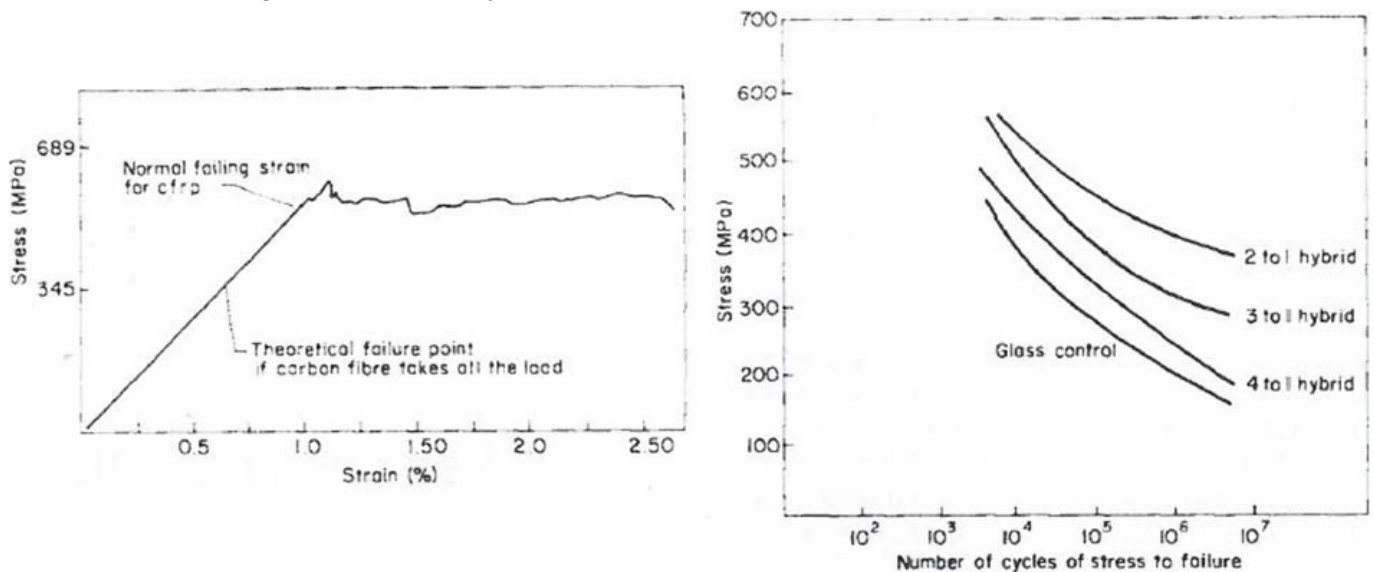 689
345
Stress (MPa)
Normal failing strain
for cfrp
Theoretical failure point
if carbon fibre takes all the load
0.5
1.0
1.50
2.0
2.50
Strain (%)
700
600
500
400
300
200
100
Stress (MPa)
2 to 1 hybrid
3 to 1 hybrid
Glass control
4 to 1 hybrid
10²
10³
10⁴
10⁵
10⁶
10⁷
Number of cycles of stress to failure